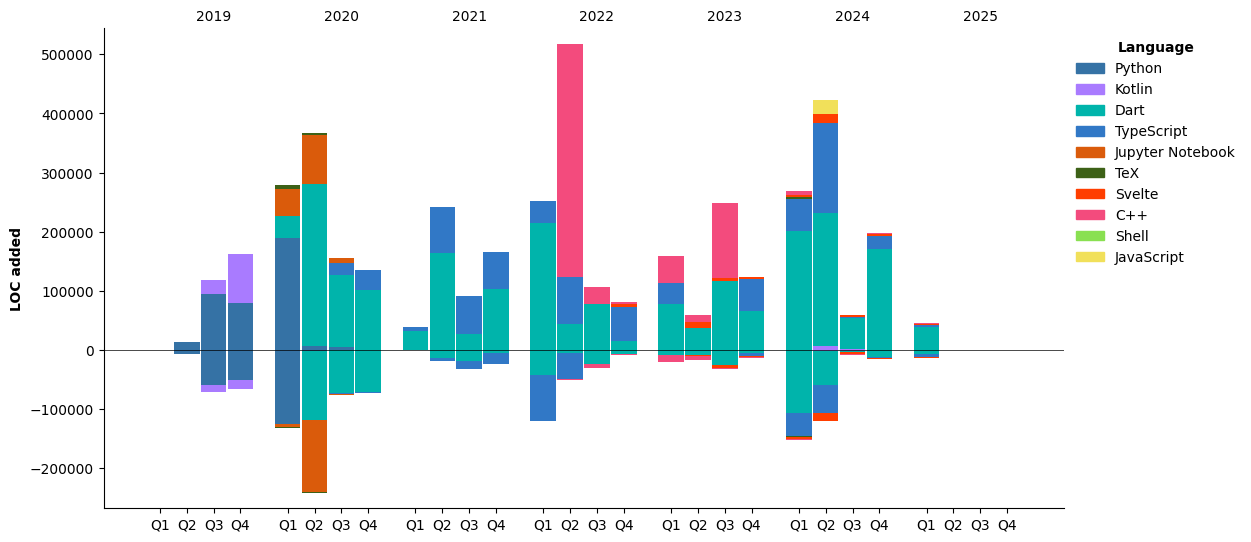 2019 2020 2021 2022 2023 2024 2025
LOC added
500000
400000
300000
200000
100000
0
−100000
−200000
Q1 Q2 Q3 Q4 Q1 Q2 Q3 Q4 Q1 Q2 Q3 Q4 Q1 Q2 Q3 Q4 Q1 Q2 Q3 Q4 Q1 Q2 Q3 Q4 Q1 Q2 Q3 Q4
Language
Python
Kotlin
Dart
TypeScript
Jupyter Notebook
TeX
Svelte
C++
Shell
JavaScript